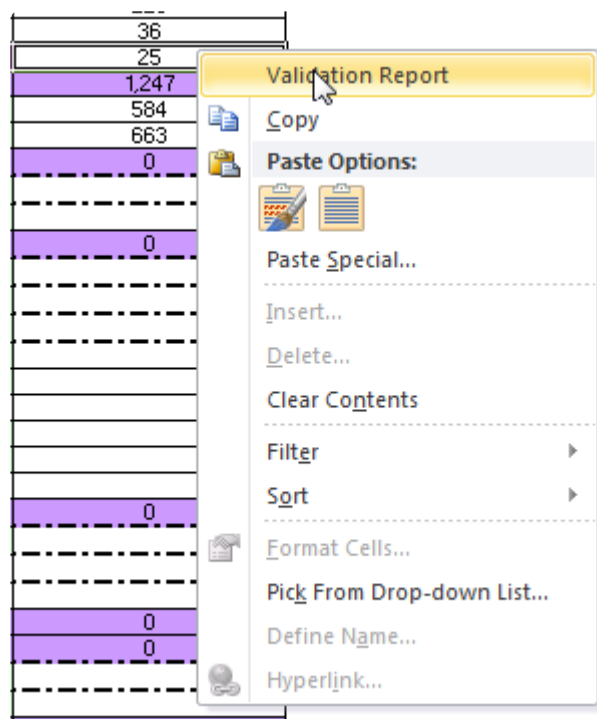 36
25
1,247
584
663
0
0
0
0
0
Validation Report
Copy
Paste Options:
Paste Special...
Insert...
Delete...
Clear Contents
Filter
Sort
Format Cells...
Pick From Drop-down List...
Define Name...
Hyperlink...